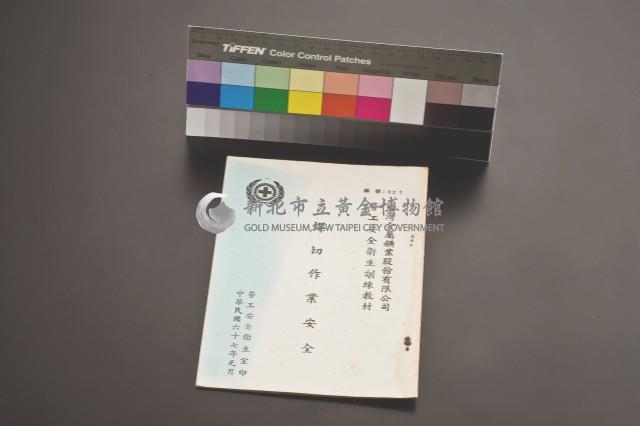 TIFFEN Color Control Patches
新北市立黃金博物館
GOLD MUSEUM, NEW TAIPEI CITY GOVERNMENT
灣金屬鑛業股份有限公司
勞工安全衛生訓練教材
切作業安全
勞工安全衛生室印
中華民國六十七年元月